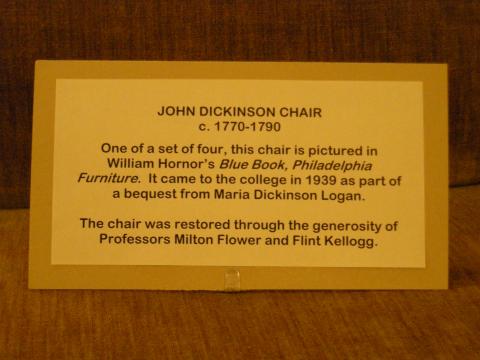 JOHN DICKINSON CHAIR
c. 1770-1790
One of a set of four, this chair is pictured in
William Hornor's Blue Book, Philadelphia
Furniture. It came to the college in 1939 as part of
a bequest from Maria Dickinson Logan.
The chair was restored through the generosity of
Professors Milton Flower and Flint Kellogg.